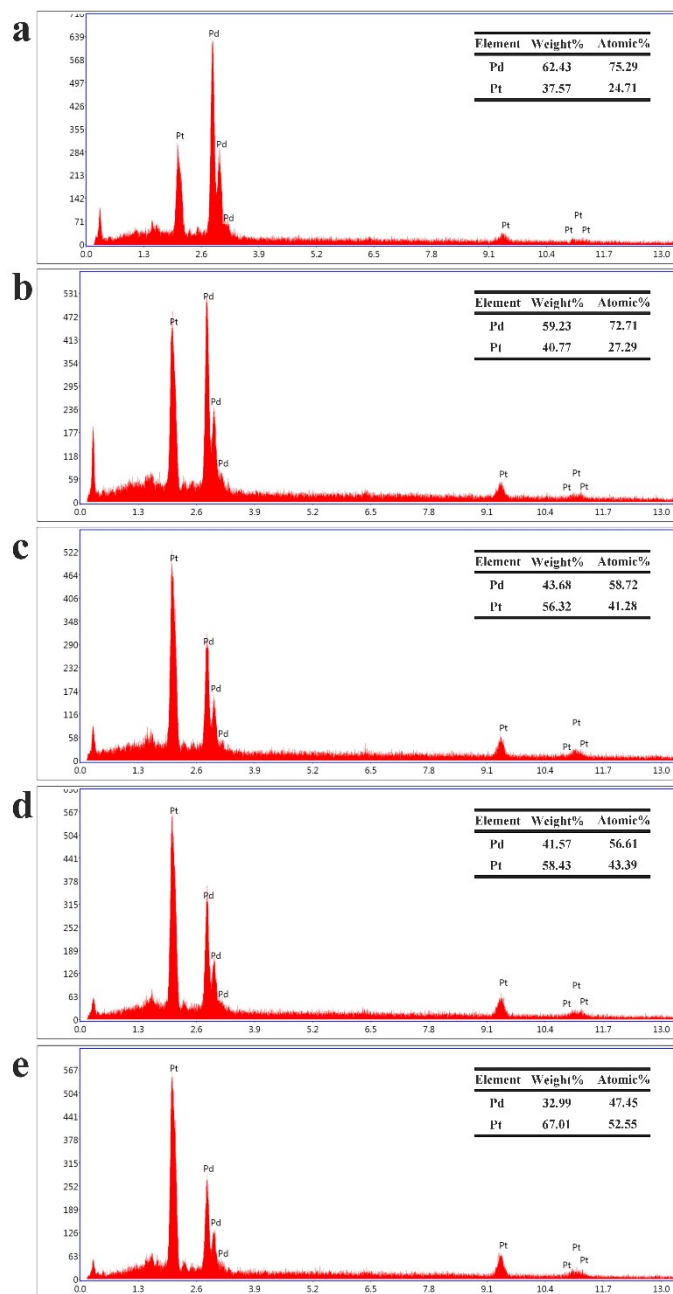 a
710
639
568
497
426
355
284
213
142
71
0
Pd
Pt
Pd
Pd
Pt
Pt
Pt
Pt
Element Weight% Atomic%
Pd 62.43 75.29
Pt 37.57 24.71
0.0 1.3 2.6 3.9 5.2 6.5 7.8 9.1 10.4 11.7 13.0
b
531
472
413
354
295
236
177
118
59
0
Pt
Pd
Pd
Pd
Pt
Pt
Pt
Pt
Element Weight% Atomic%
Pd 59.23 72.71
Pt 40.77 27.29
0.0 1.3 2.6 3.9 5.2 6.5 7.8 9.1 10.4 11.7 13.0
c
522
464
406
348
290
232
174
116
58
0
Pt
Pd
Pd
Pd
Pt
Pt
Pt
Pt
Element Weight% Atomic%
Pd 43.68 58.72
Pt 56.32 41.28
0.0 1.3 2.6 3.9 5.2 6.5 7.8 9.1 10.4 11.7 13.0
d
630
567
504
441
378
315
252
189
126
63
0
Pt
Pd
Pd
Pd
Pt
Pt
Pt
Pt
Element Weight% Atomic%
Pd 41.57 56.61
Pt 58.43 43.39
0.0 1.3 2.6 3.9 5.2 6.5 7.8 9.1 10.4 11.7 13.0
e
567
504
441
378
315
252
189
126
63
0
Pt
Pd
Pd
Pd
Pt
Pt
Pt
Pt
Element Weight% Atomic%
Pd 32.99 47.45
Pt 67.01 52.55
0.0 1.3 2.6 3.9 5.2 6.5 7.8 9.1 10.4 11.7 13.0